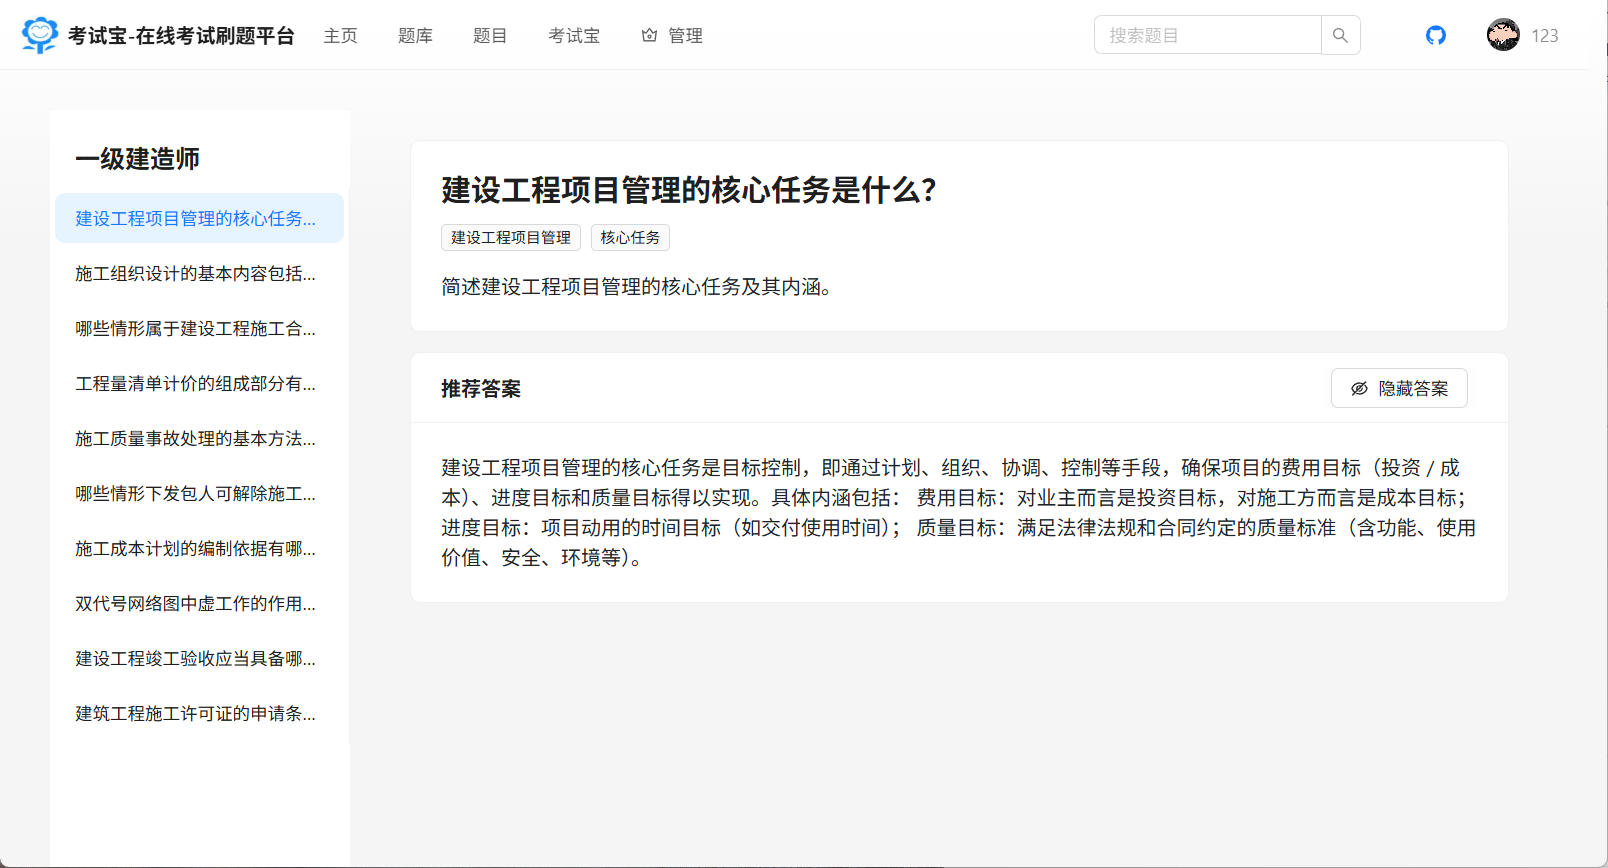 考试宝-在线考试刷题平台 主页 题库 题目 考试宝 管理 搜索题目 123
一级建造师
建设工程项目管理的核心任务...
施工组织设计的基本内容包括...
哪些情形属于建设工程施工合...
工程量清单计价的组成部分有...
施工质量事故处理的基本方法...
哪些情形下发包人可解除施工...
施工成本计划的编制依据有哪...
双代号网络图中虚工作的作用...
建设工程竣工验收应当具备哪...
建筑工程施工许可证的申请条...
建设工程项目管理的核心任务是什么？
建设工程项目管理 核心任务
简述建设工程项目管理的核心任务及其内涵。
推荐答案 隐藏答案
建设工程项目管理的核心任务是目标控制，即通过计划、组织、协调、控制等手段，确保项目的费用目标（投资 / 成
本）、进度目标和质量目标得以实现。具体内涵包括： 费用目标：对业主而言是投资目标，对施工方而言是成本目标；
进度目标：项目动用的时间目标（如交付使用时间）； 质量目标：满足法律法规和合同约定的质量标准（含功能、使用
价值、安全、环境等）。